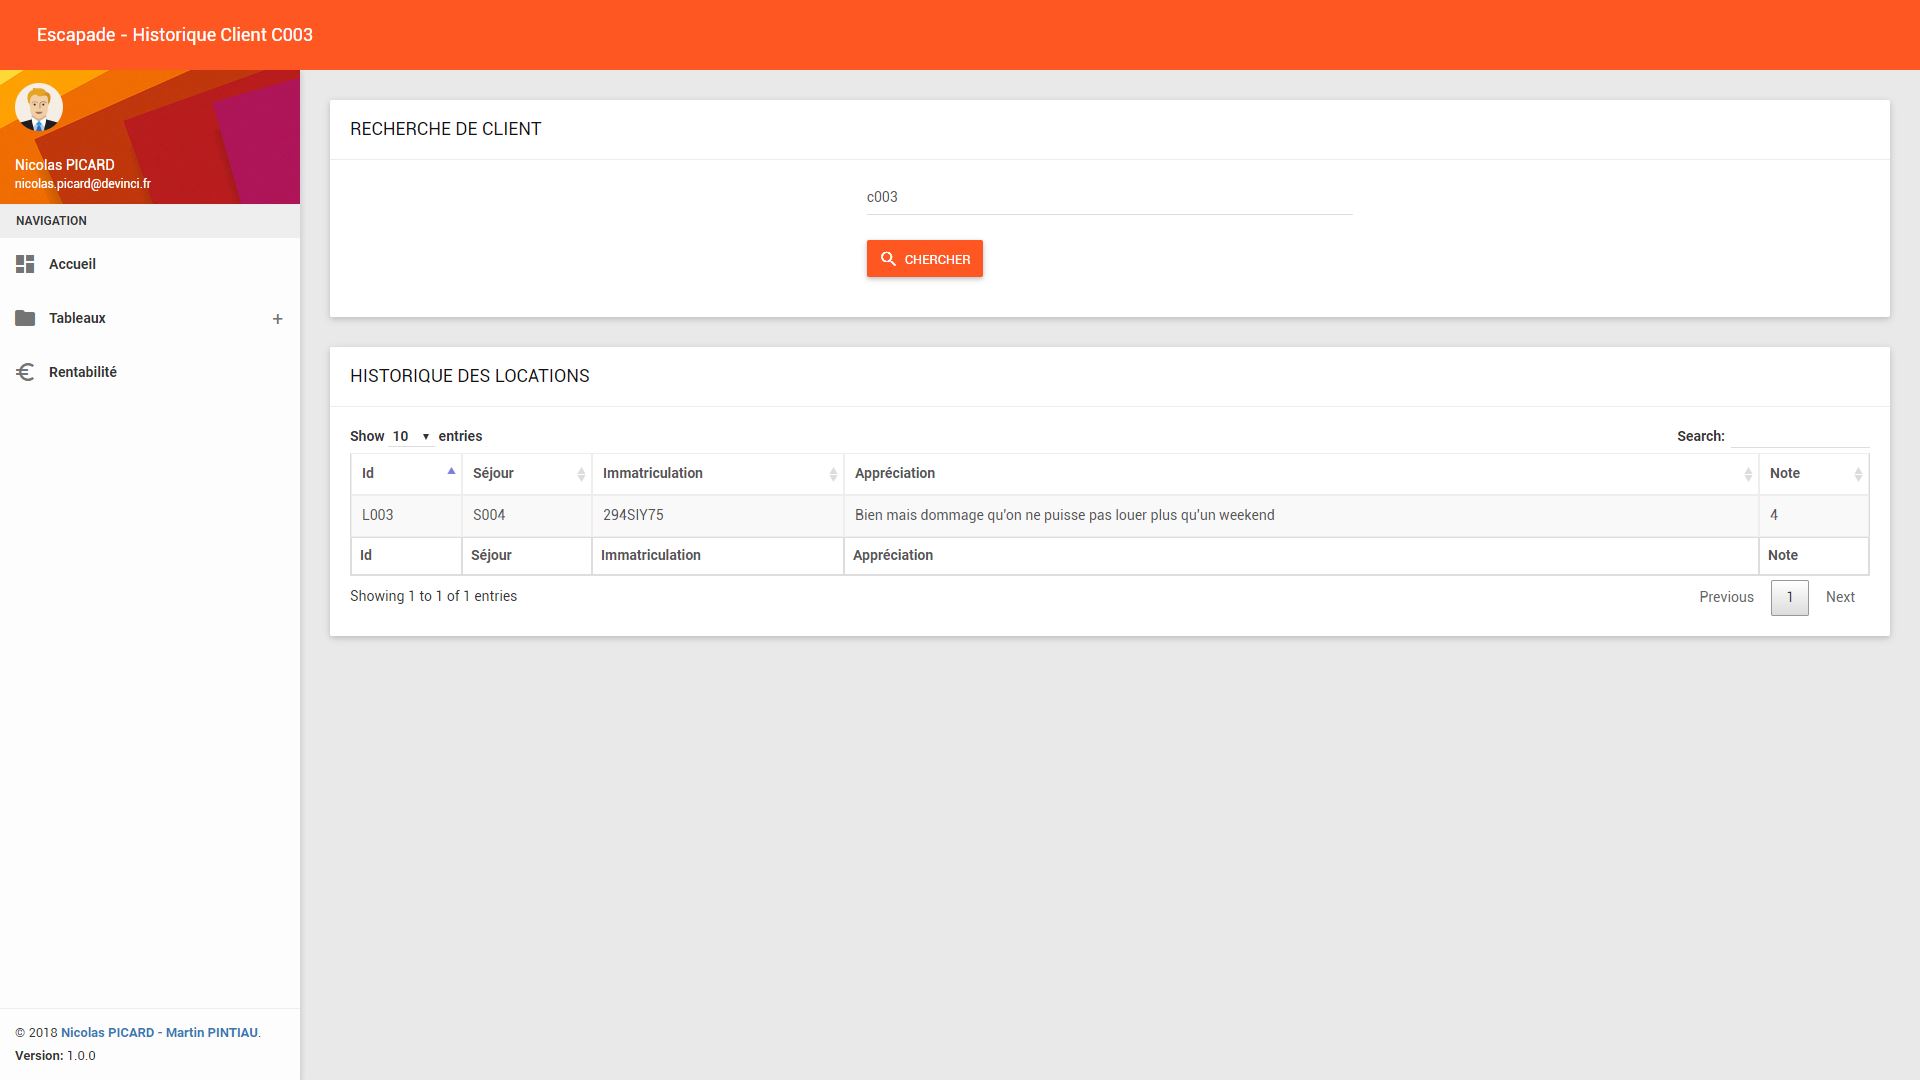 Escapade - Historique Client C003
Nicolas PICARD
nicolas.picard@devinci.fr
NAVIGATION
Accueil
Tableaux +
Rentabilité
RECHERCHE DE CLIENT
c003
CHERCHER
HISTORIQUE DES LOCATIONS
Show 10 entries Search:
Id Séjour Immatriculation Appréciation Note
L003 S004 294SIY75 Bien mais dommage qu'on ne puisse pas louer plus qu'un weekend 4
Id Séjour Immatriculation Appréciation Note
Showing 1 to 1 of 1 entries Previous 1 Next
© 2018 Nicolas PICARD - Martin PINTIAU.
Version: 1.0.0